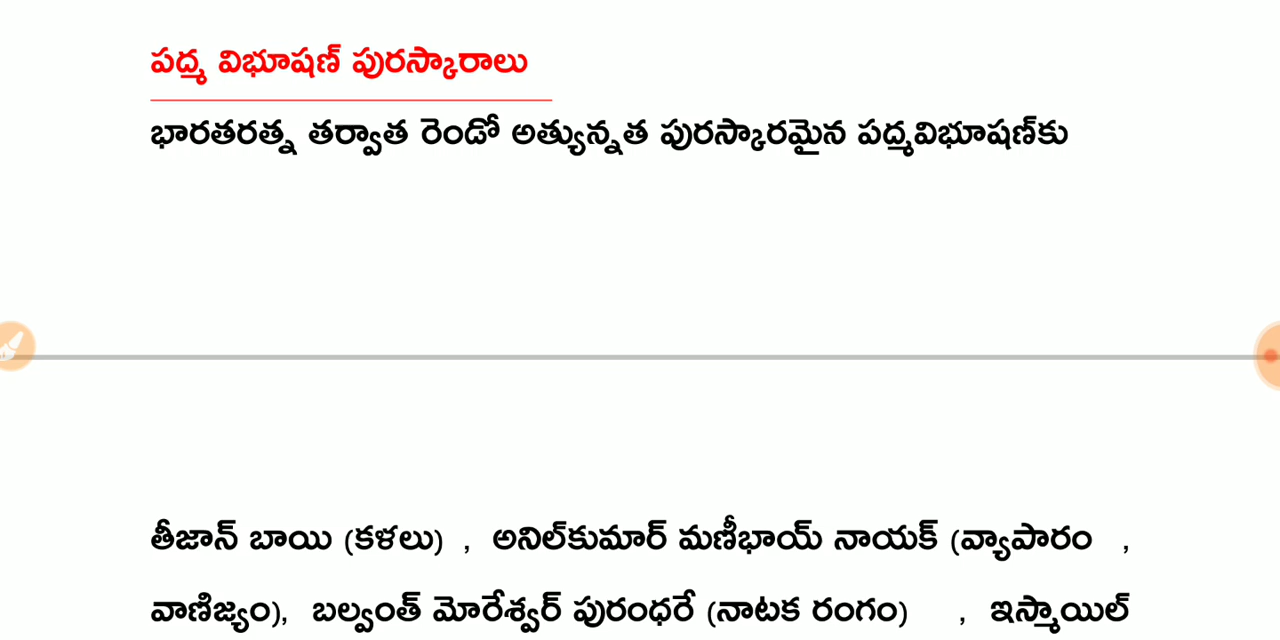 పద్మ విభూషణ్ పురస్కారాలు
భారతరత్న తర్వాత రెండో అత్యున్నత పురస్కారమైన పద్మవిభూషణ్‌కు
తీజాన్ బాయి (కళలు) , అనిల్‌కుమార్ మణీభాయ్ నాయక్ (వ్యాపారం ,
వాణిజ్యం), బల్వంత్ మోరేశ్వర్ పురంధరే (నాటక రంగం) , ఇస్మాయిల్